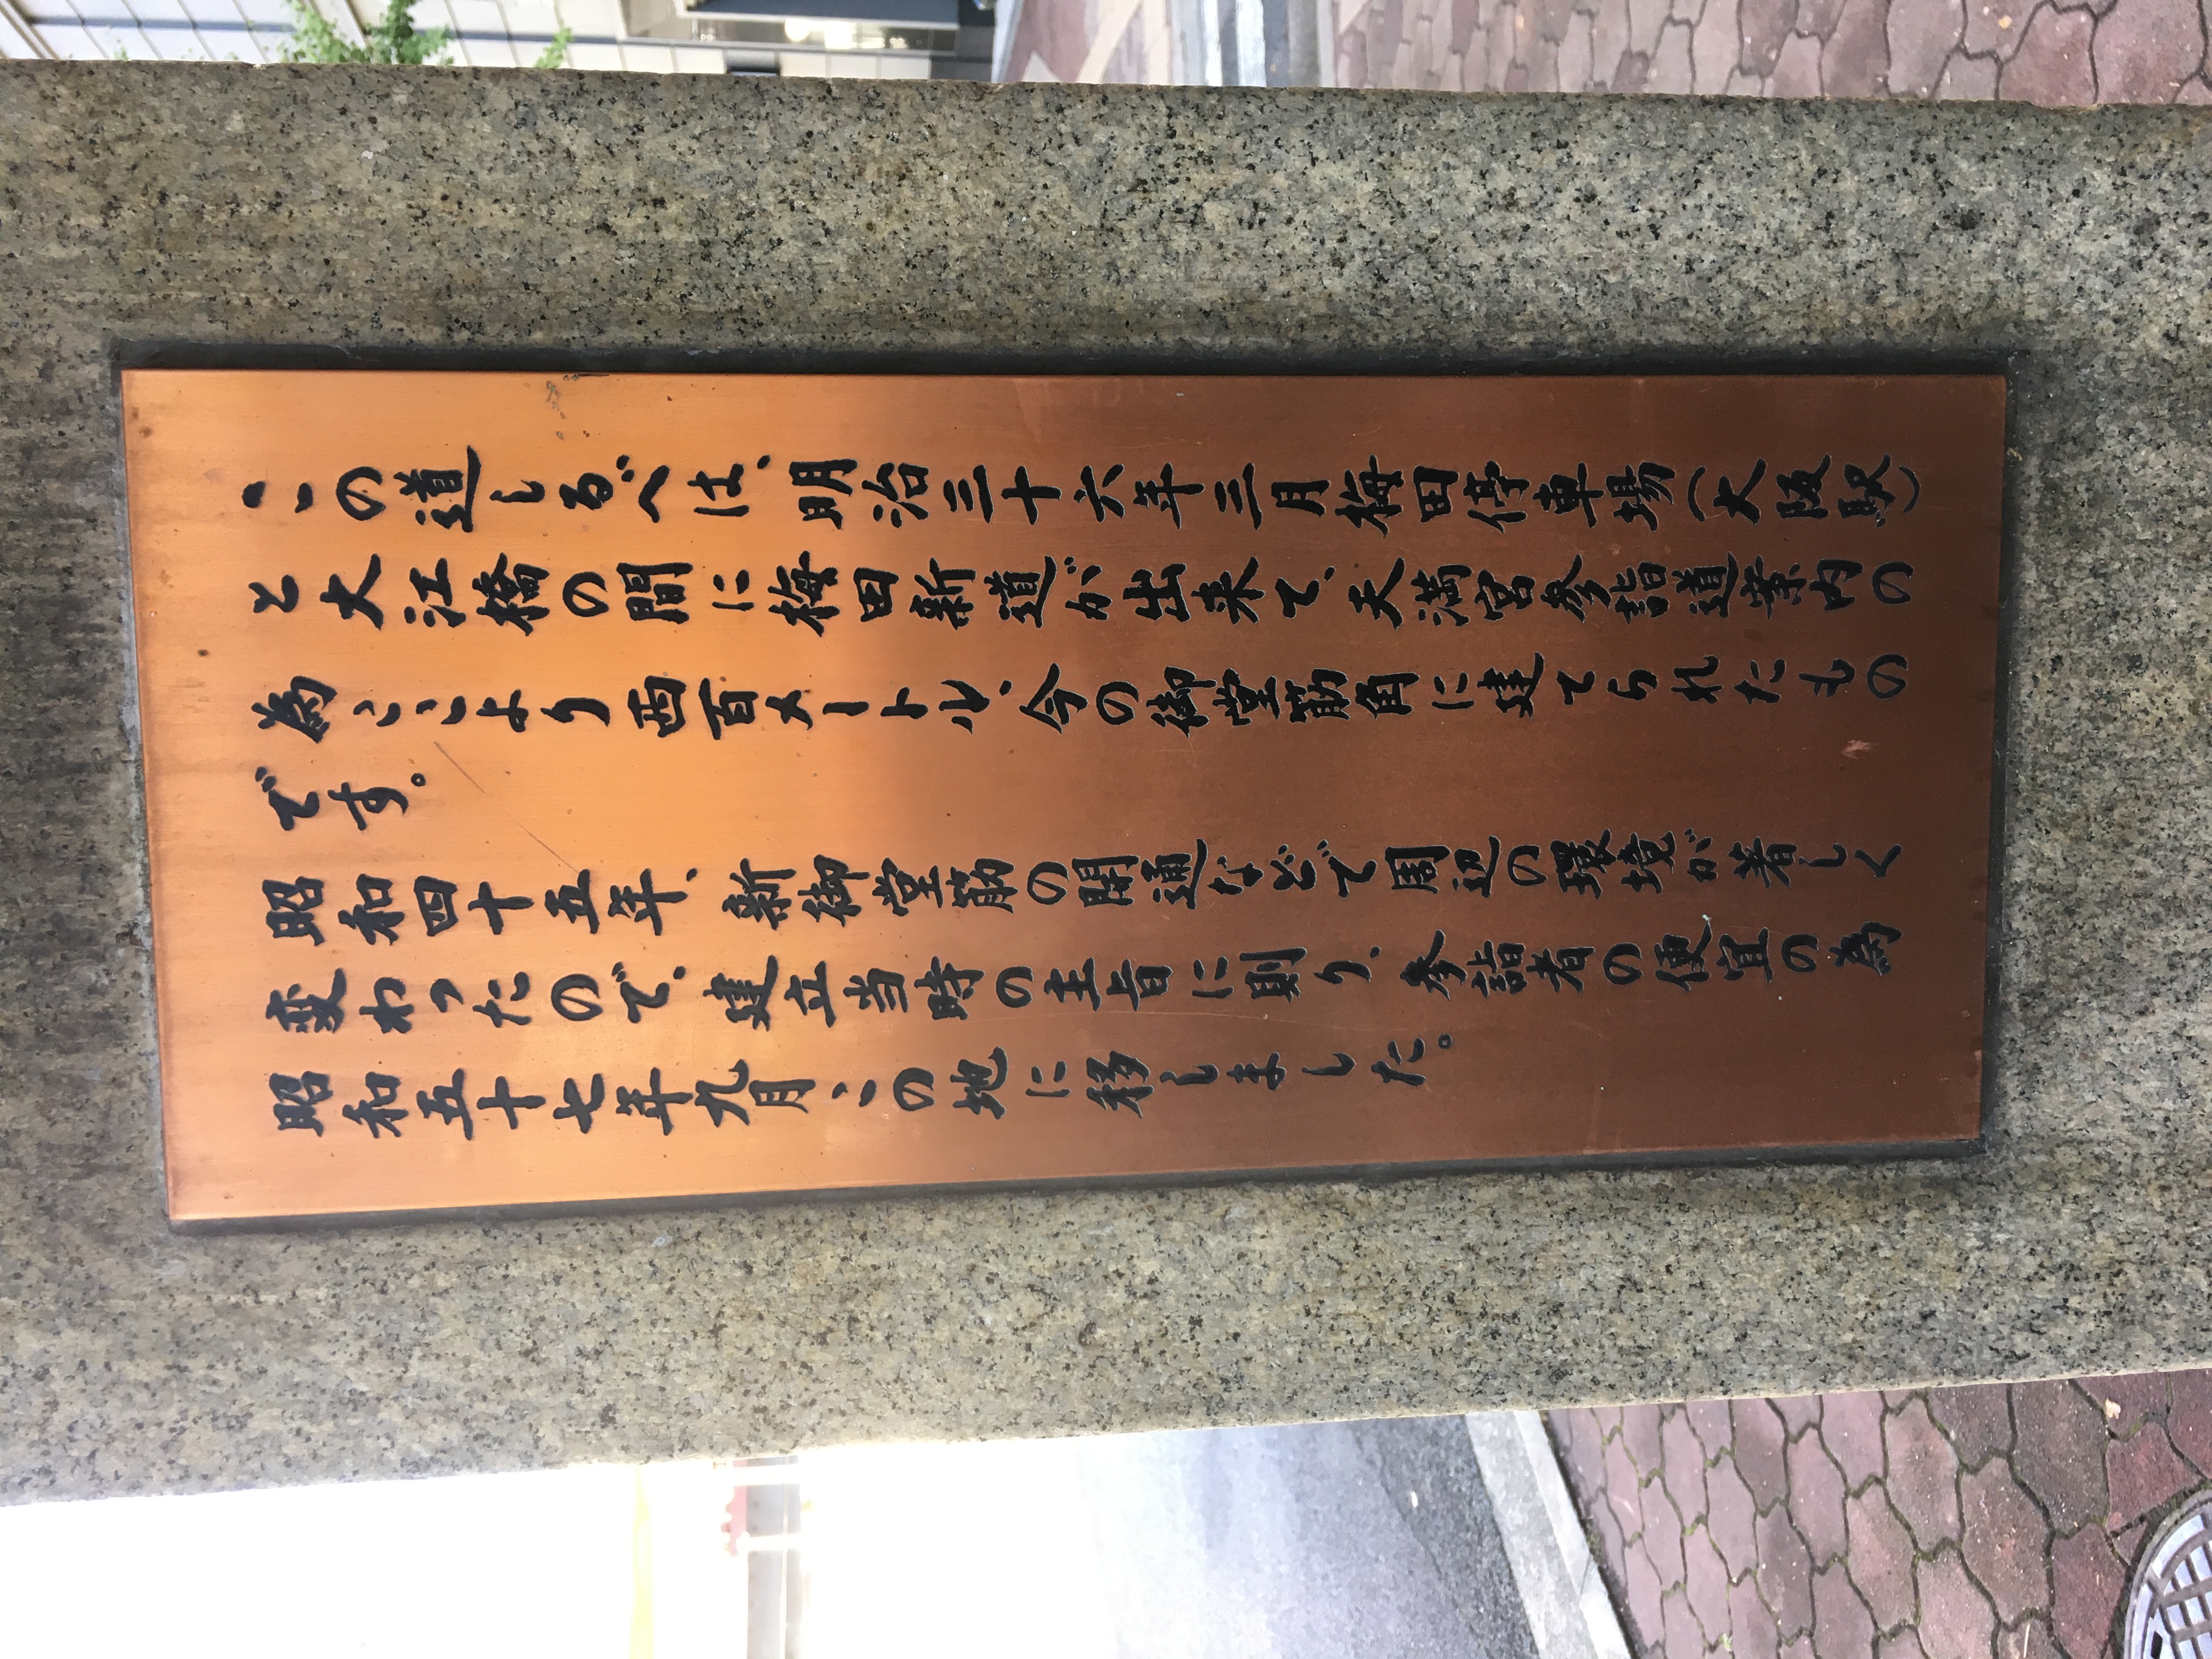 この道しるべは、明治三十六年三月梅田停車場(大阪駅)
と大江橋の間に梅田新道が出来て、天満宮参詣道案内の
為ここより西百メートル、今の御堂筋角に建てられたもの
です。
昭和四十五年、新御堂筋の開通などで周辺の環境が著しく
変わったので、建立当時の主旨に則り、参詣者の便宜の為
昭和五十七年九月、この地に移しました。